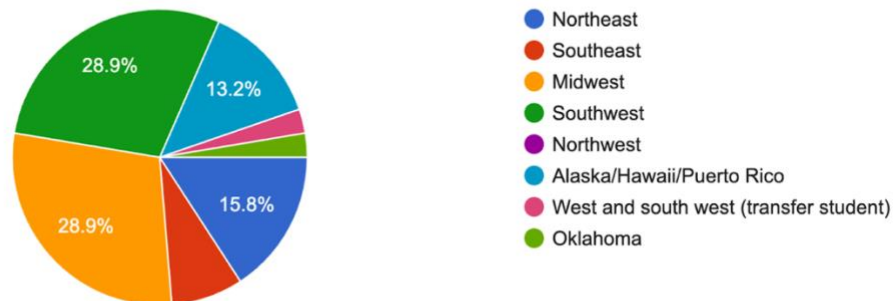 28.9%
13.2%
28.9%
15.8%
Northeast
Southeast
Midwest
Southwest
Northwest
Alaska/Hawaii/Puerto Rico
West and south west (transfer student)
Oklahoma